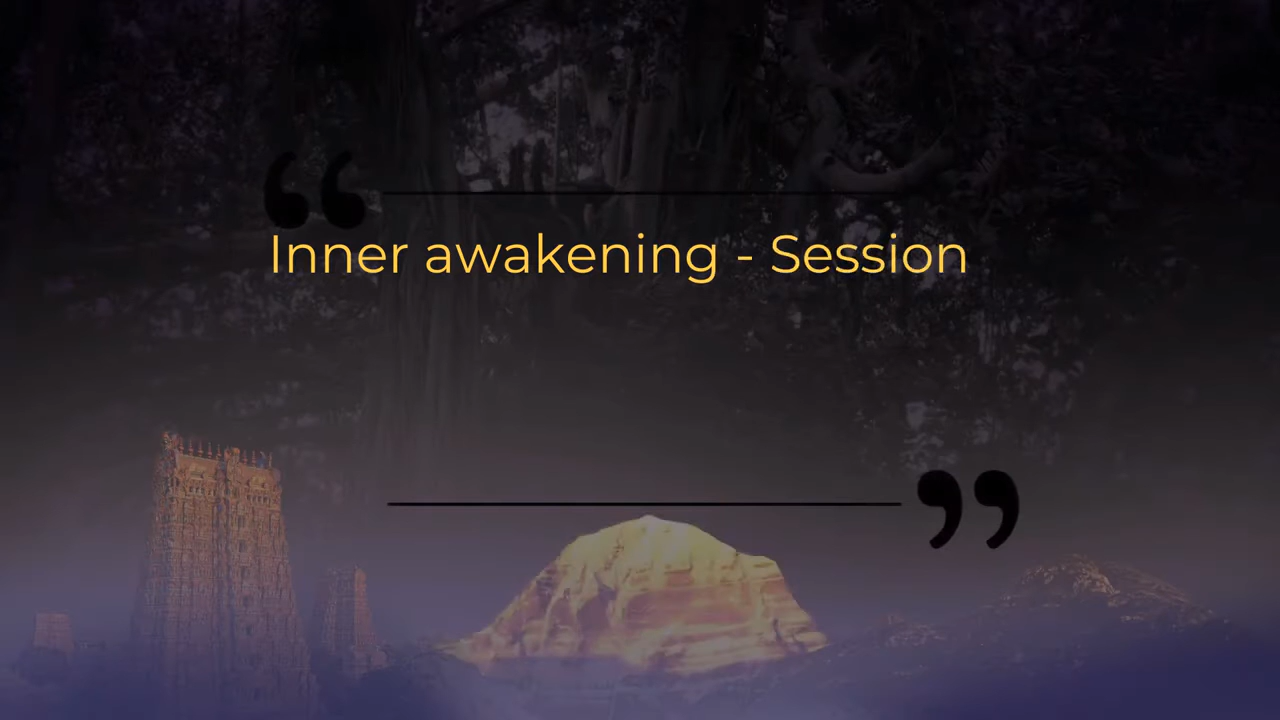 “
Inner awakening - Session
”